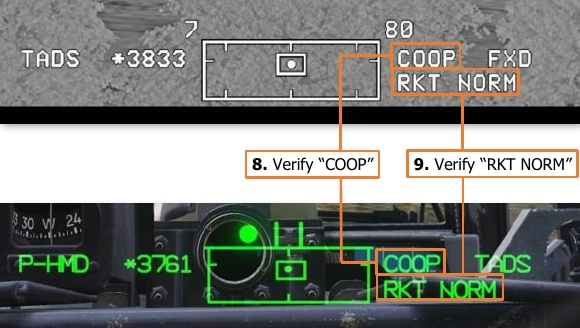 7 80
TADS *3833 COOP FXD
RKT NORM
8. Verify “COOP”
9. Verify “RKT NORM”
30 W 24
P-HMD *3761 COOP TADS
RKT NORM